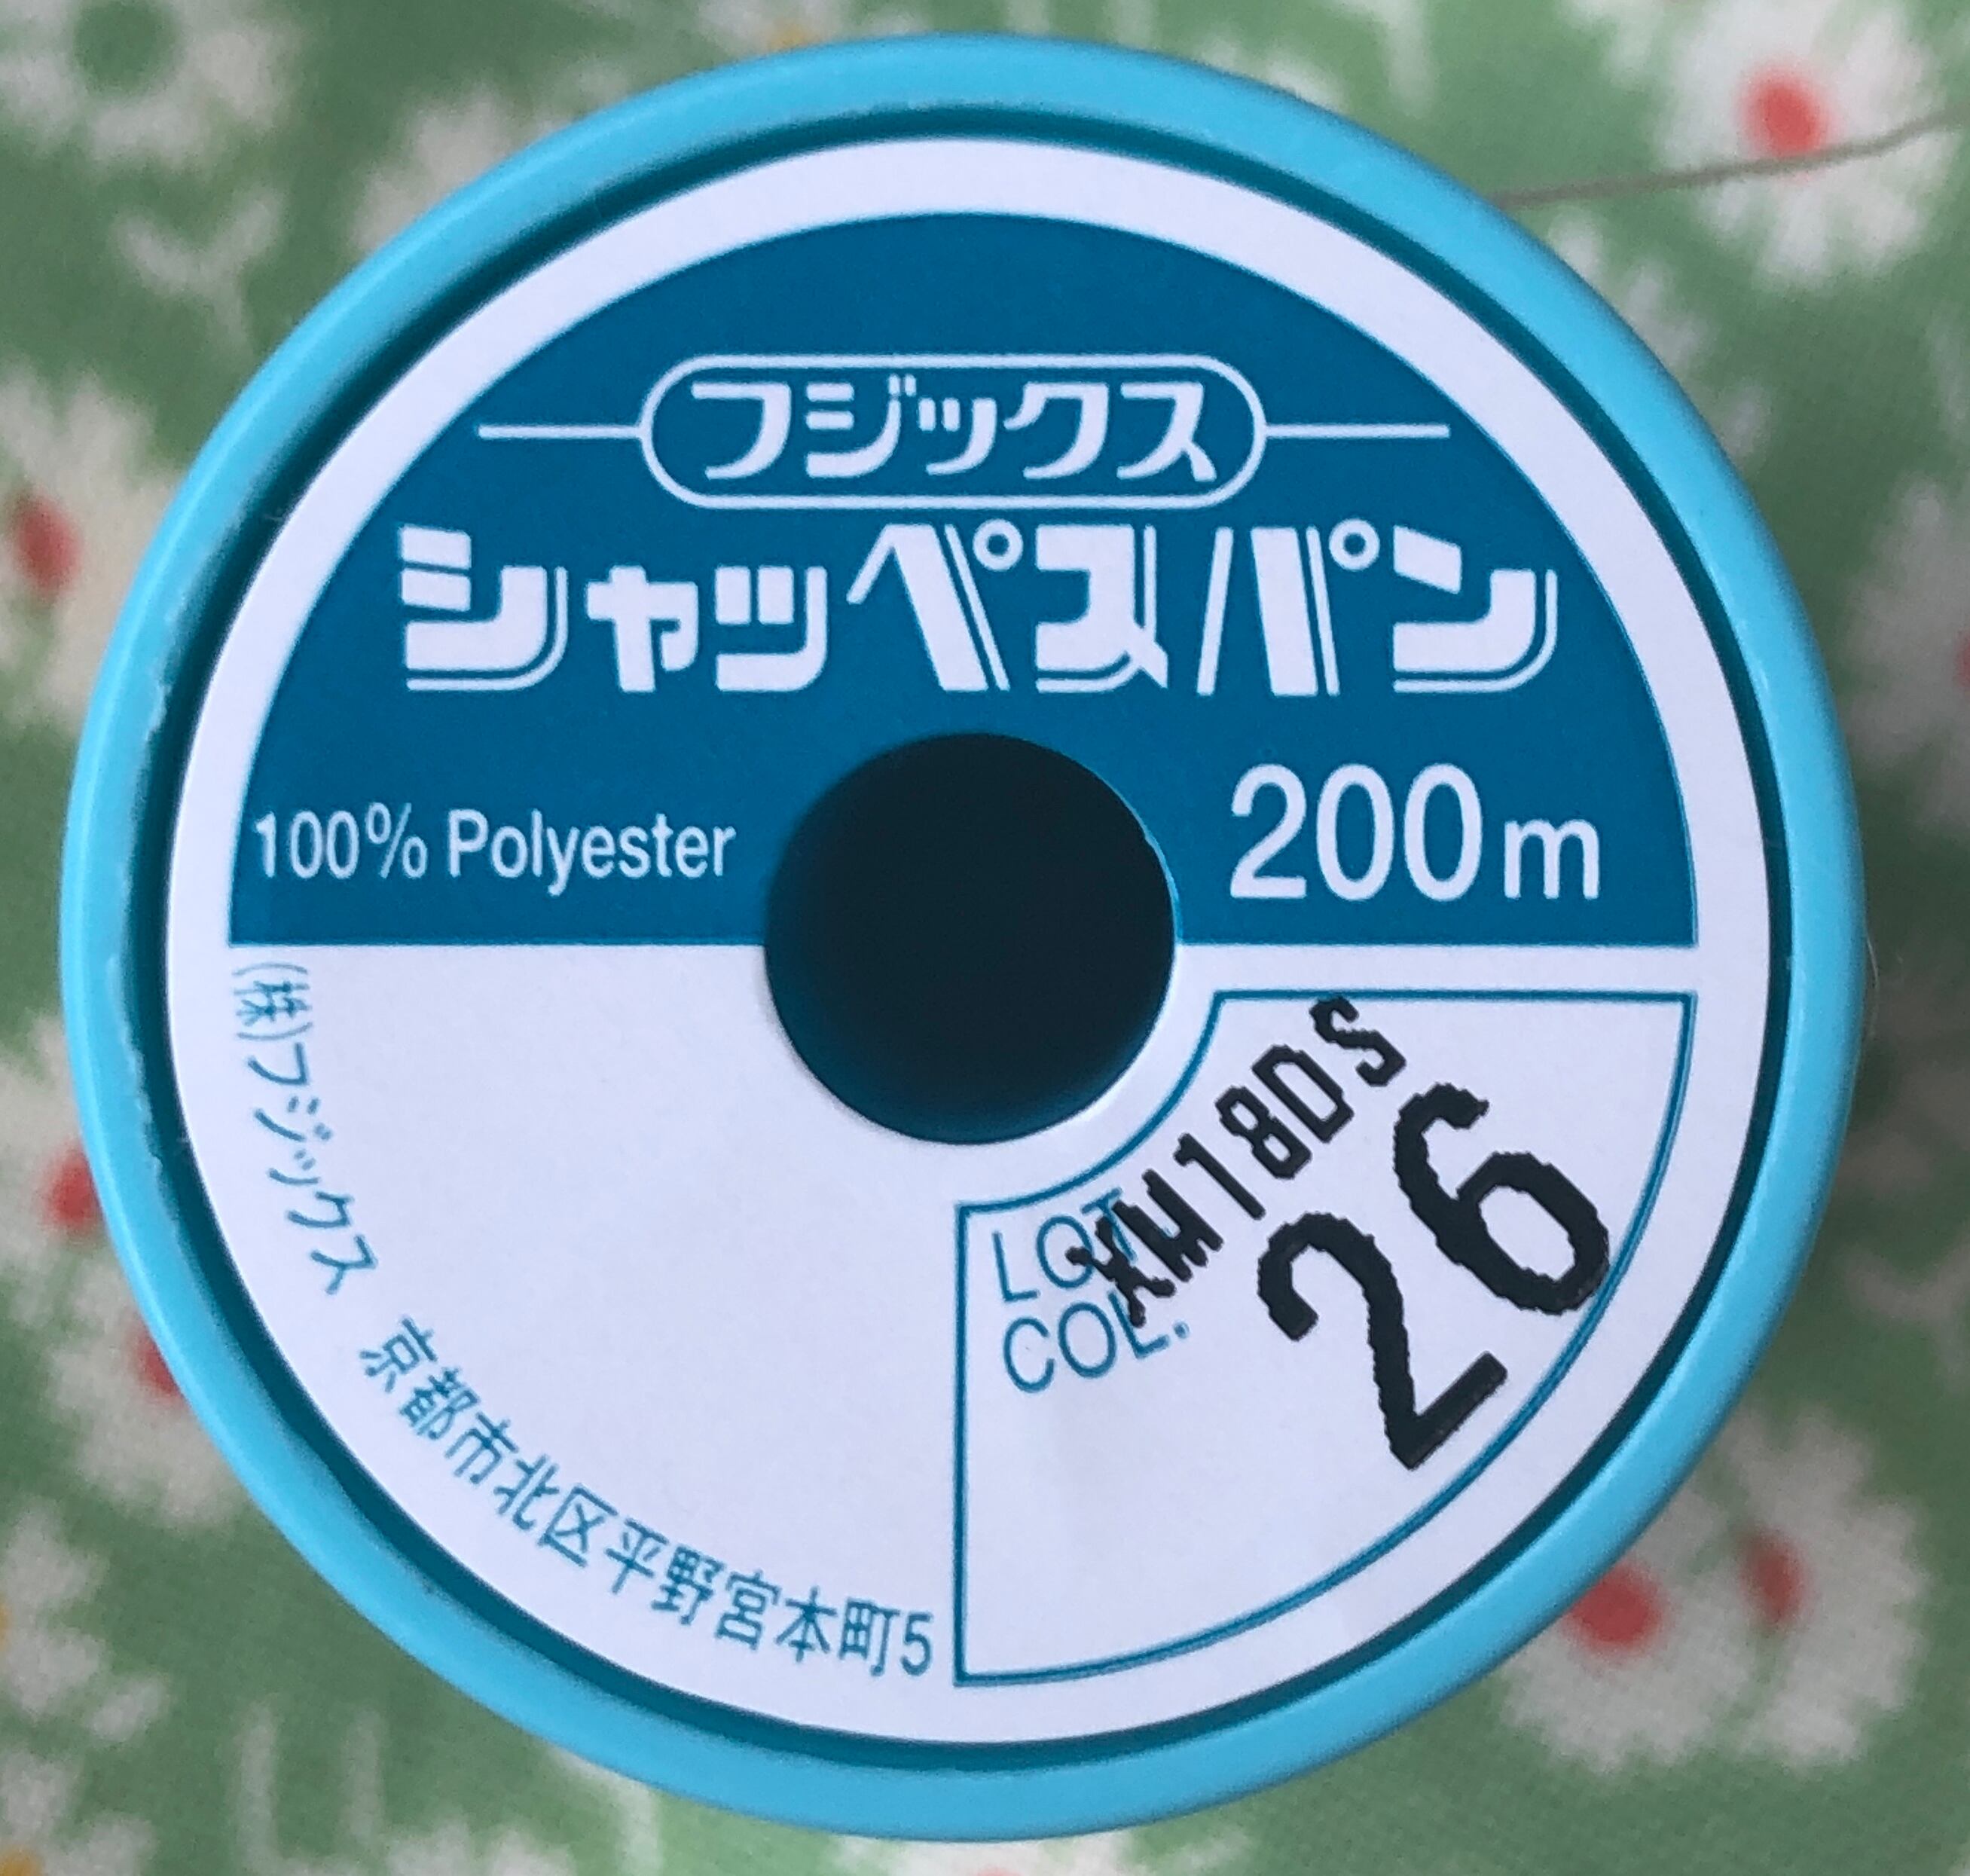 フジックス
シャッペスパン
100% Polyester
200m
LOT
KM18DS
COL.
26
(株)フジックス 京都市北区平野宮本町5